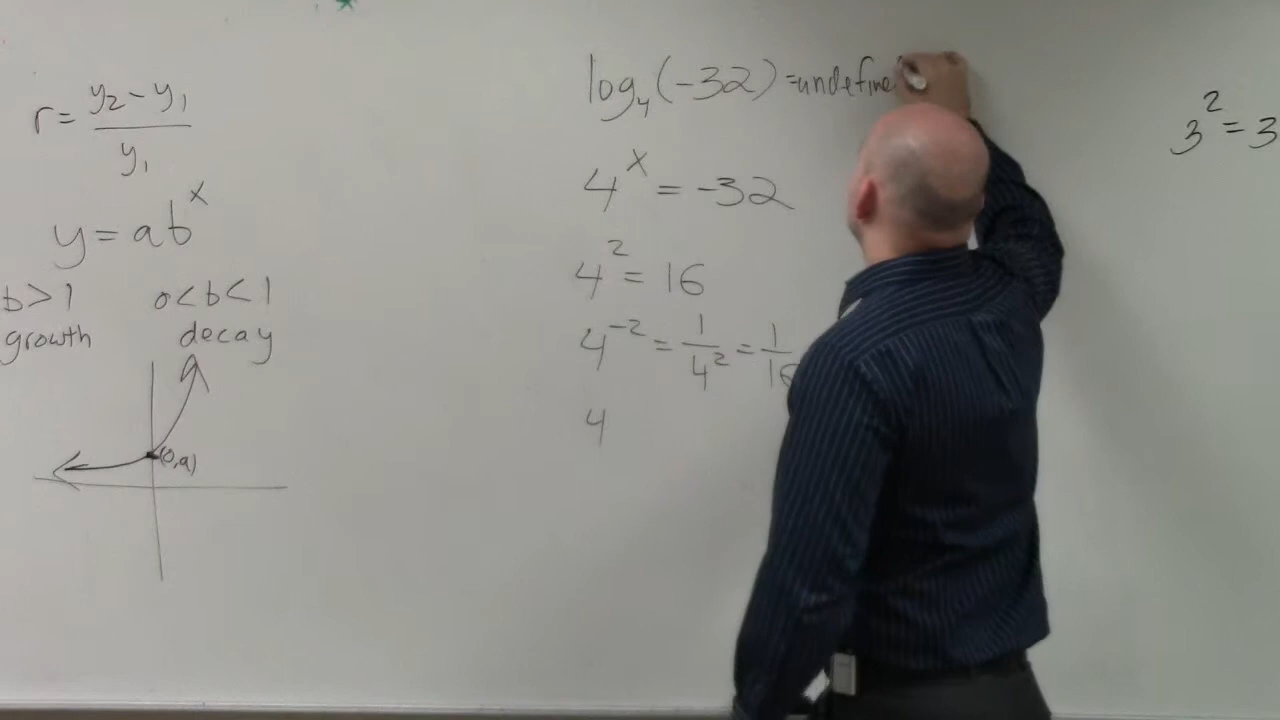 r = (y₂ - y₁)/y₁
y = ab^x
b > 1 0 < b < 1
growth decay
(0,a)
log₄(-32) = undefine
4^x = -32
4^2 = 16
4^-2 = 1/4^2 = 1/16
4
3^2 = 3